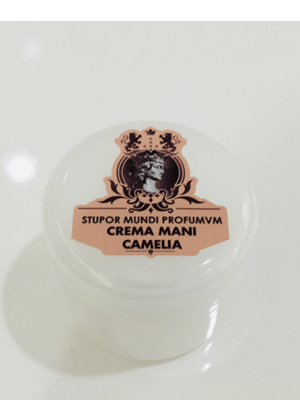 STUPOR MUNDI PROFUMVM
CREMA MANI
CAMELIA